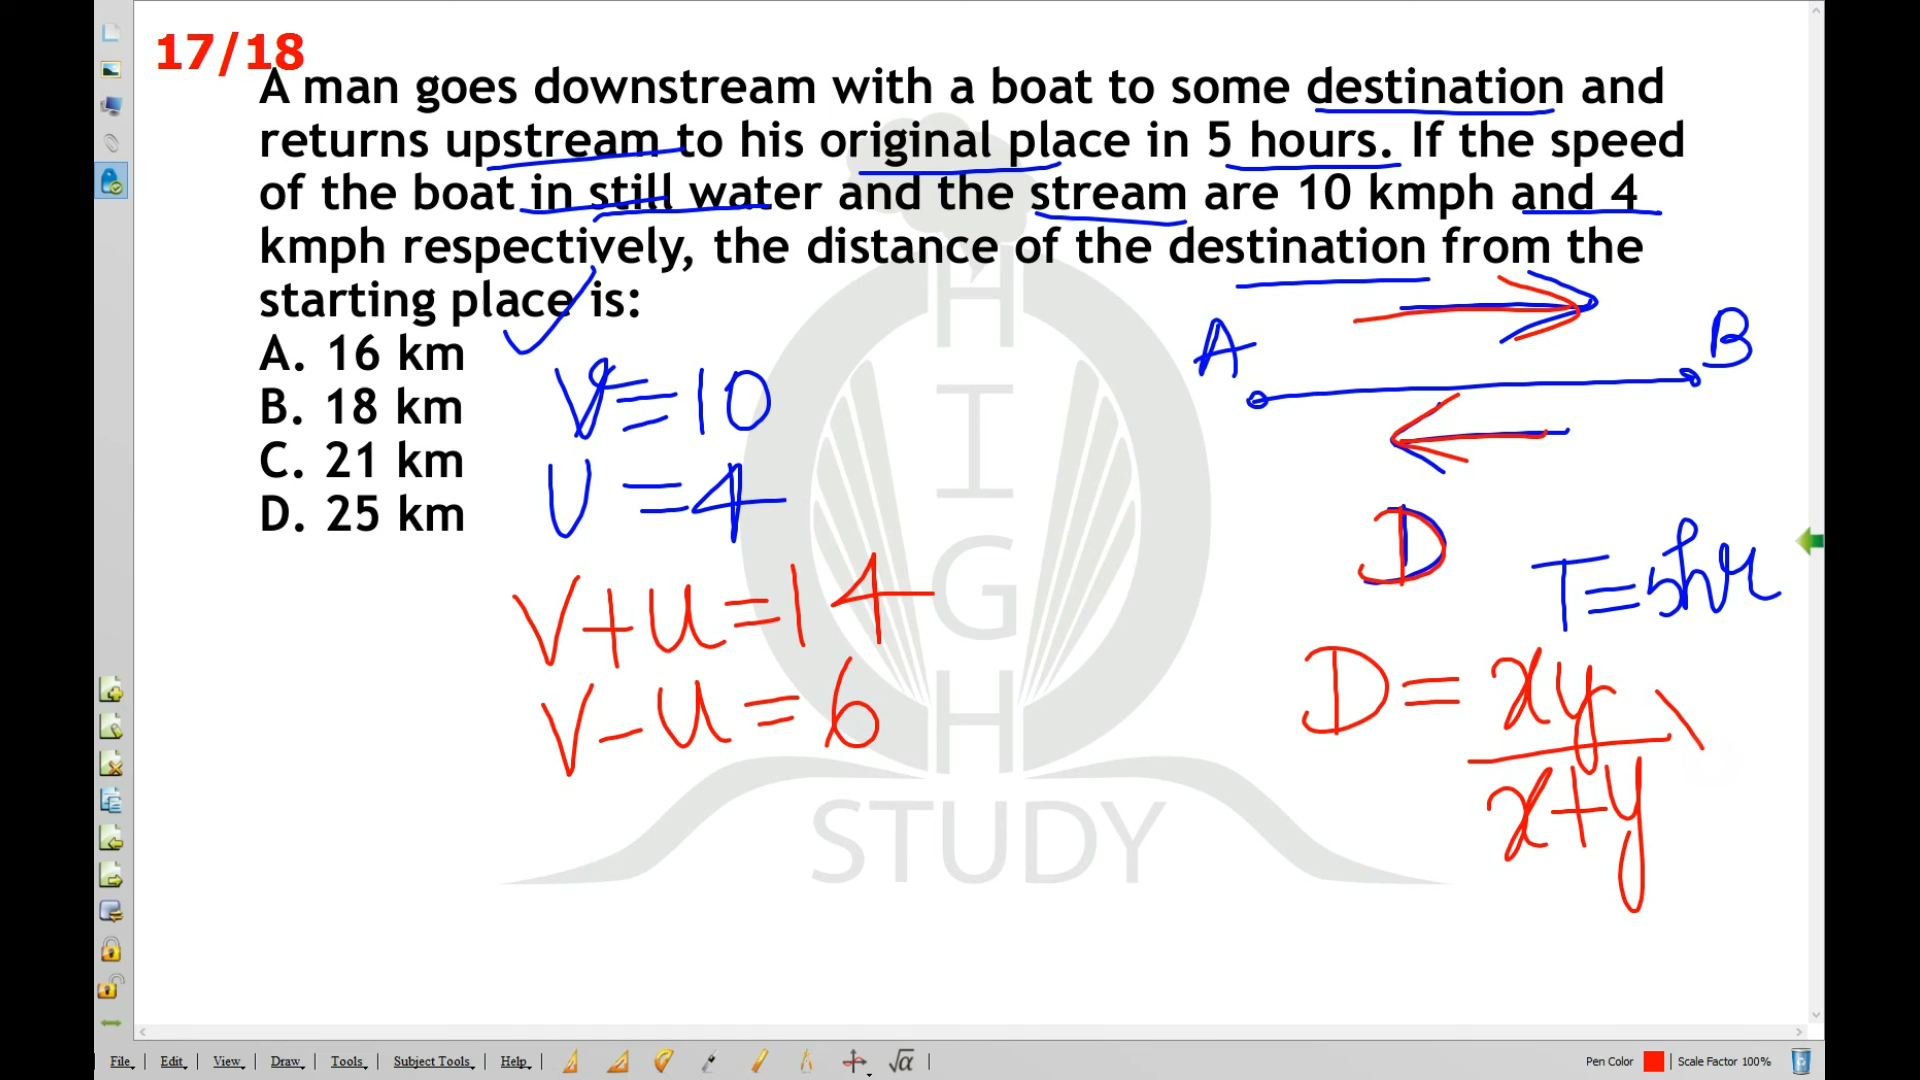 17/18
A man goes downstream with a boat to some destination and
returns upstream to his original place in 5 hours. If the speed
of the boat in still water and the stream are 10 kmph and 4
kmph respectively, the distance of the destination from the
starting place is:
A. 16 km
B. 18 km
C. 21 km
D. 25 km
V=10
U=4
V+u=14
V-u=6
A
B
D
T=5hr
D=xy
x+y
HIGH
STUDY
File
Edit
View
Draw
Tools
Subject Tools
Help
√α
Pen Color
Scale Factor 100%